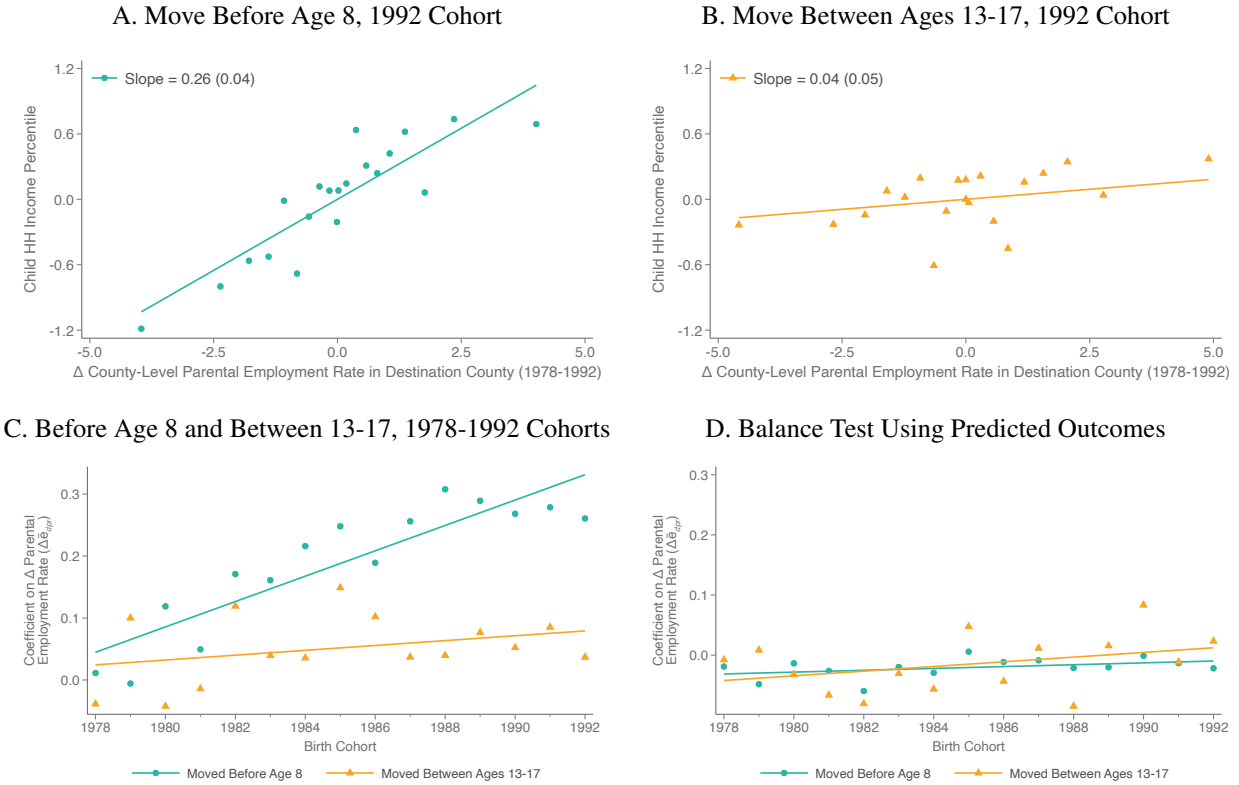 A. Move Before Age 8, 1992 Cohort
Slope = 0.26 (0.04)
Child HH Income Percentile
1.2
0.6
0.0
-0.6
-1.2
-5.0 -2.5 0.0 2.5 5.0
Δ County-Level Parental Employment Rate in Destination County (1978-1992)
B. Move Between Ages 13-17, 1992 Cohort
Slope = 0.04 (0.05)
Child HH Income Percentile
1.2
0.6
0.0
-0.6
-1.2
-5.0 -2.5 0.0 2.5 5.0
Δ County-Level Parental Employment Rate in Destination County (1978-1992)
C. Before Age 8 and Between 13-17, 1978-1992 Cohorts
Coefficient on Δ Parental
Employment Rate (Δē_dpr)
0.3
0.2
0.1
0.0
1978 1980 1982 1984 1986 1988 1990 1992
Birth Cohort
Moved Before Age 8 Moved Between Ages 13-17
D. Balance Test Using Predicted Outcomes
Coefficient on Δ Parental
Employment Rate (Δē_dpr)
0.3
0.2
0.1
0.0
1978 1980 1982 1984 1986 1988 1990 1992
Birth Cohort
Moved Before Age 8 Moved Between Ages 13-17